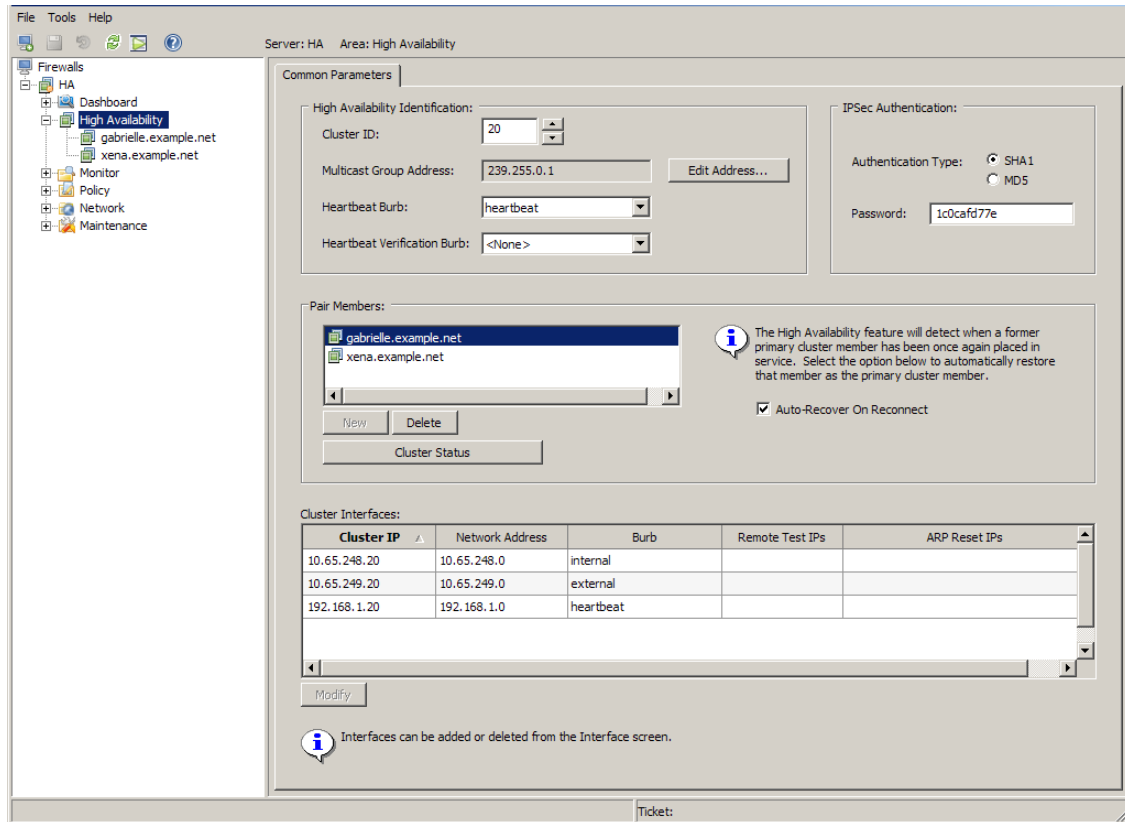 File Tools Help
Server: HA Area: High Availability
Firewalls
HA
Dashboard
High Availability
gabrielle.example.net
xena.example.net
Monitor
Policy
Network
Maintenance
Common Parameters
High Availability Identification:
Cluster ID: 20
Multicast Group Address: 239.255.0.1 Edit Address...
Heartbeat Burb: heartbeat
Heartbeat Verification Burb: <None>
IPSec Authentication:
Authentication Type: SHA1
MD5
Password: 1c0cafd77e
Pair Members:
gabrielle.example.net
xena.example.net
New Delete
Cluster Status
The High Availability feature will detect when a former
primary cluster member has been once again placed in
service. Select the option below to automatically restore
that member as the primary cluster member.
Auto-Recover On Reconnect
Cluster Interfaces:
Cluster IP Network Address Burb Remote Test IPs ARP Reset IPs
10.65.248.20 10.65.248.0 internal
10.65.249.20 10.65.249.0 external
192.168.1.20 192.168.1.0 heartbeat
Modify
Interfaces can be added or deleted from the Interface screen.
Ticket: